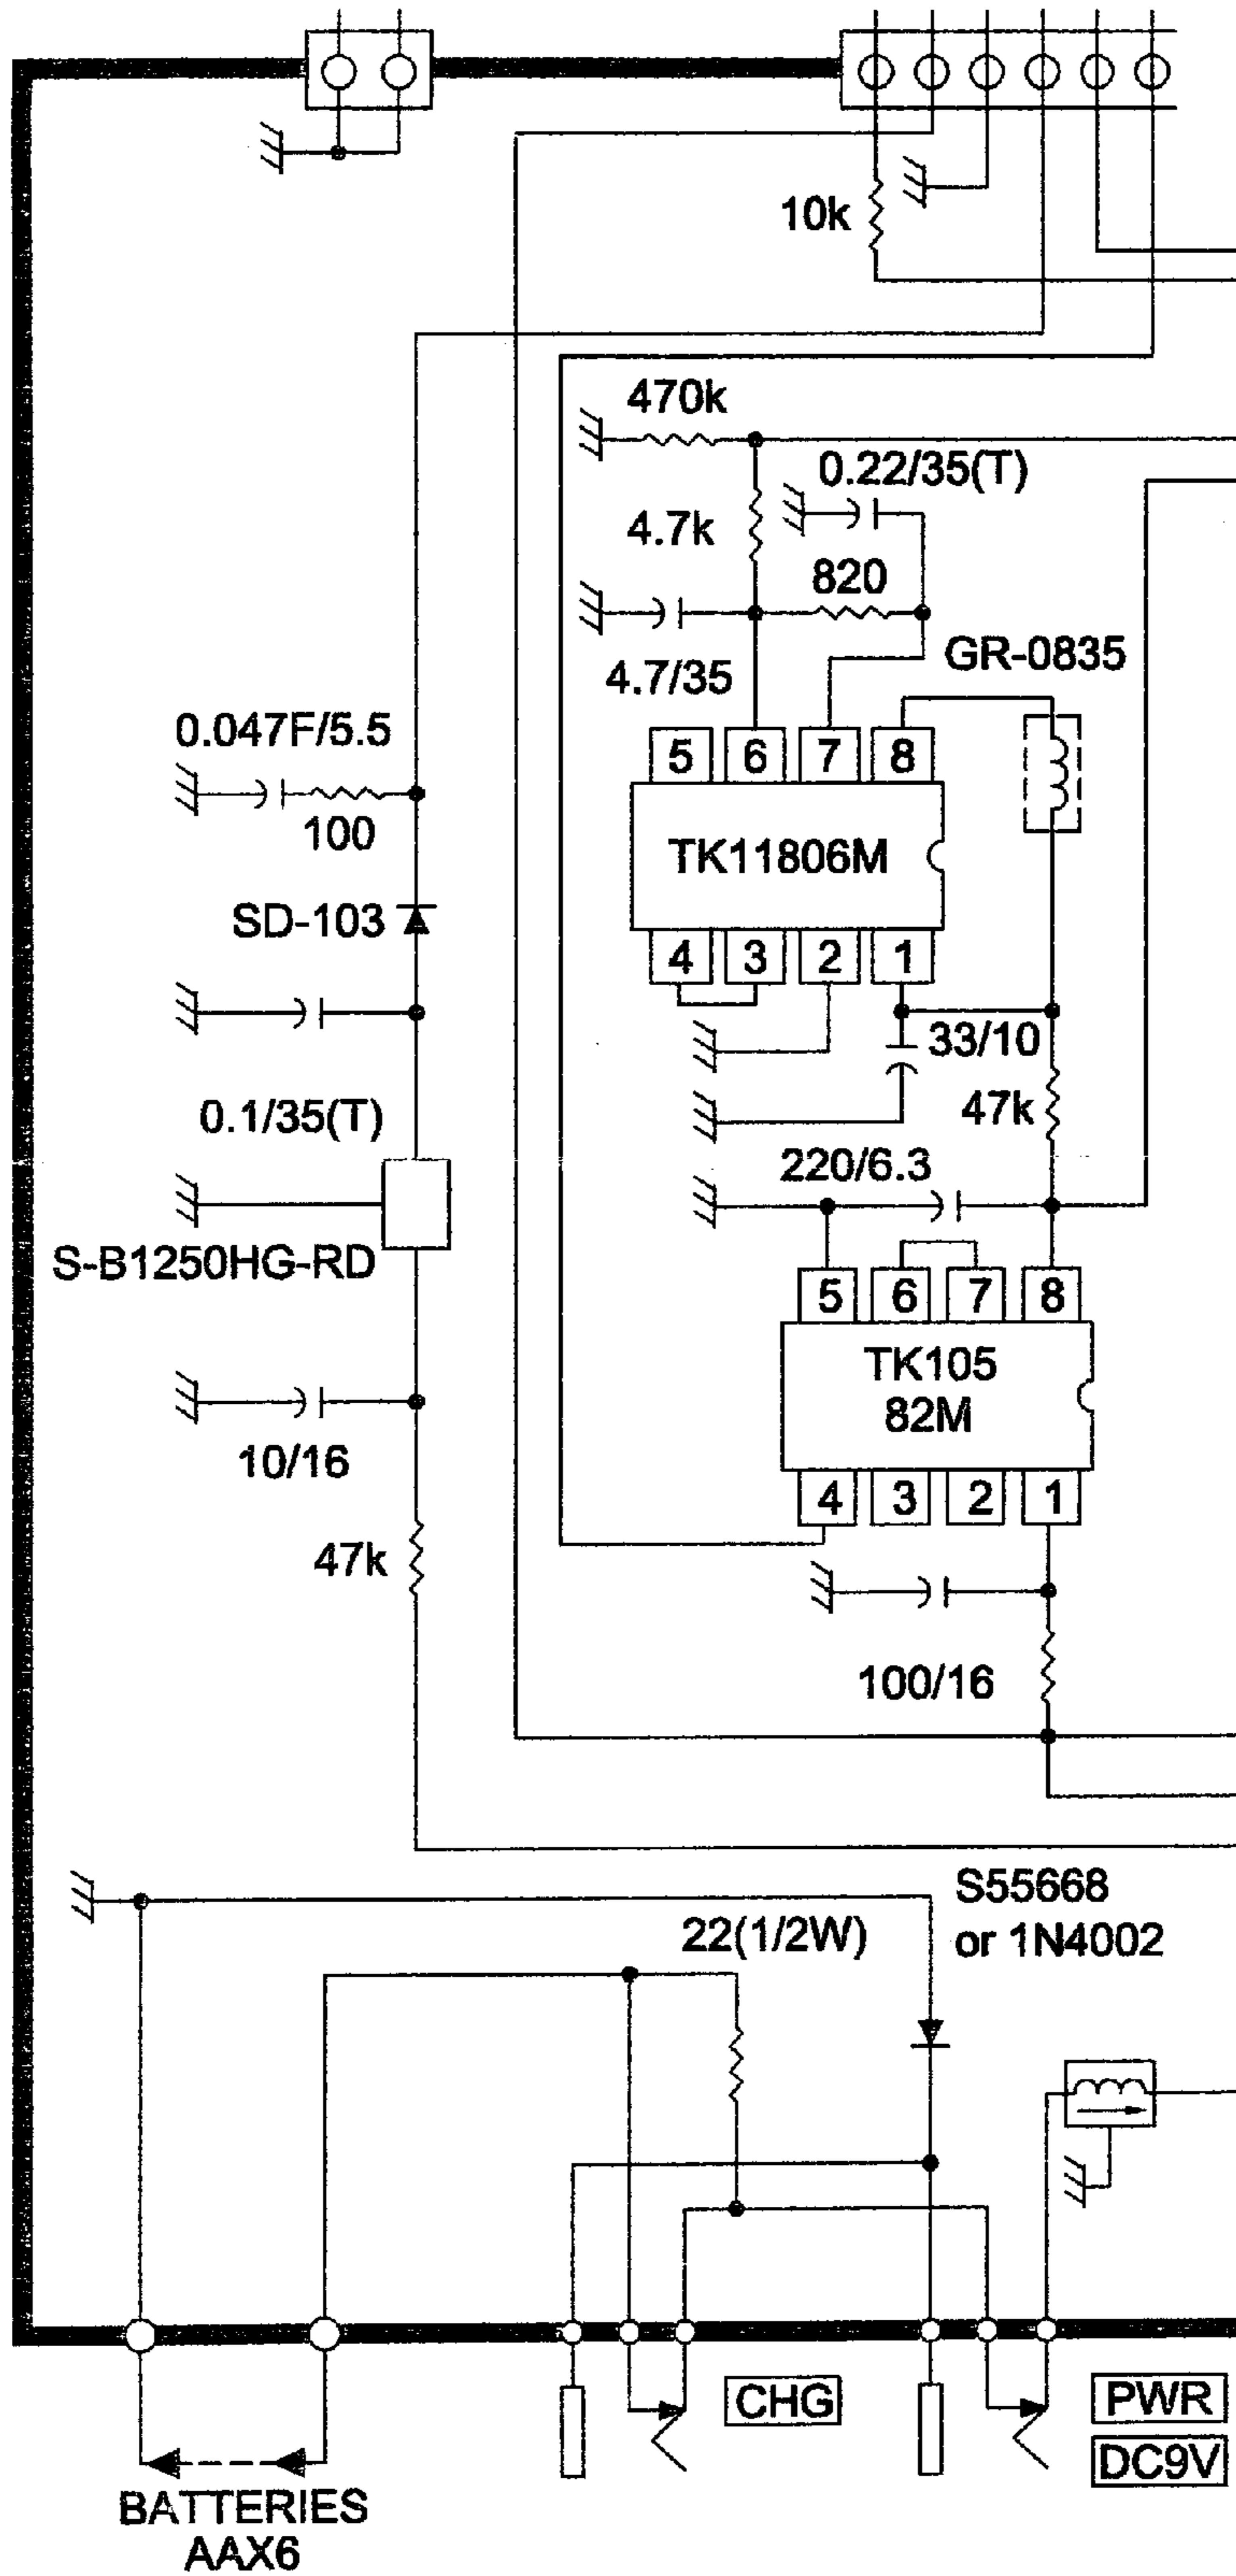 10k
470k
0.22/35(T)
4.7k
820
4.7/35
GR-0835
0.047F/5.5
5
6
7
8
100
TK11806M
SD-103
4
3
2
1
33/10
0.1/35(T)
47k
220/6.3
S-B1250HG-RD
5
6
7
8
TK105
82M
10/16
4
3
2
1
47k
100/16
S55668
or 1N4002
22(1/2W)
CHG
PWR
DC9V
BATTERIES
AAX6